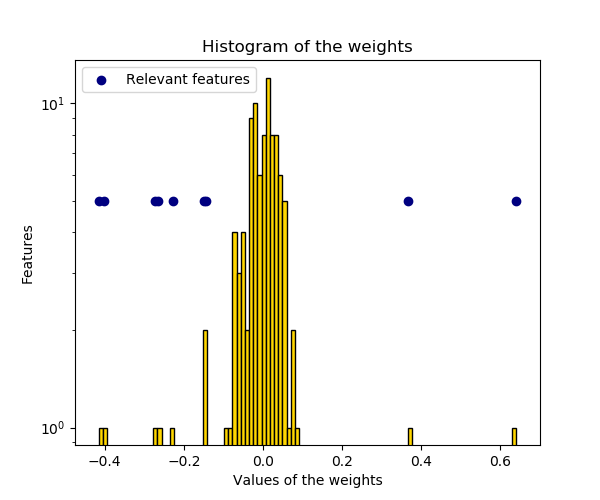 Histogram of the weights
Relevant features
10¹
10⁰
Features
−0.4 −0.2 0.0 0.2 0.4 0.6
Values of the weights